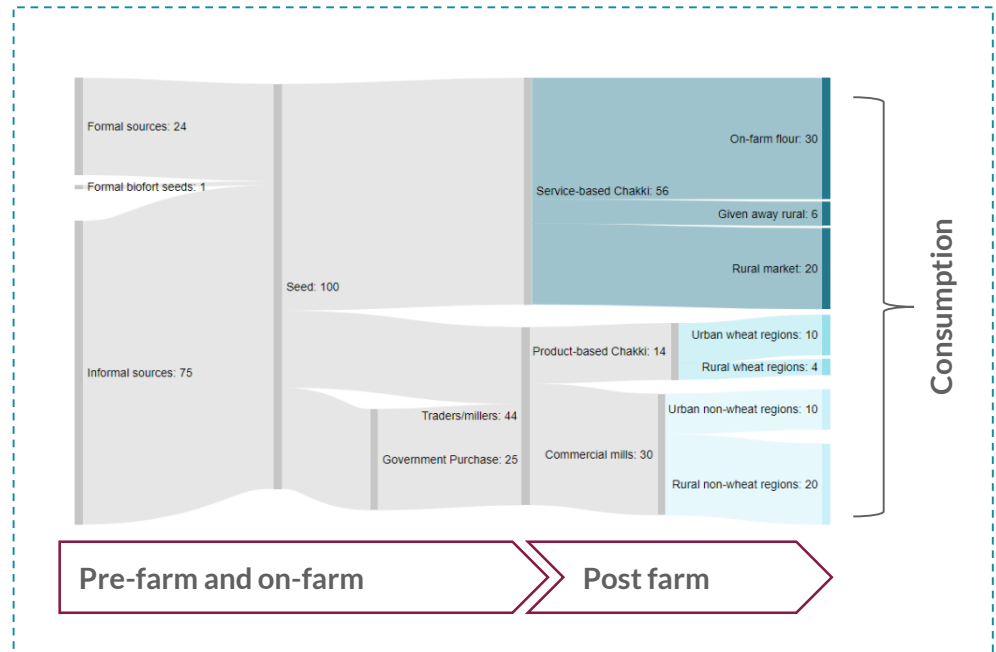 Formal sources: 24
Formal biofort seeds: 1
Informal sources: 75
Seed: 100
Service-based Chakki: 56
On-farm flour: 30
Given away rural: 6
Rural market: 20
Product-based Chakki: 14
Urban wheat regions: 10
Rural wheat regions: 4
Traders/millers: 44
Government Purchase: 25
Commercial mills: 30
Urban non-wheat regions: 10
Rural non-wheat regions: 20
Consumption
Pre-farm and on-farm
Post farm